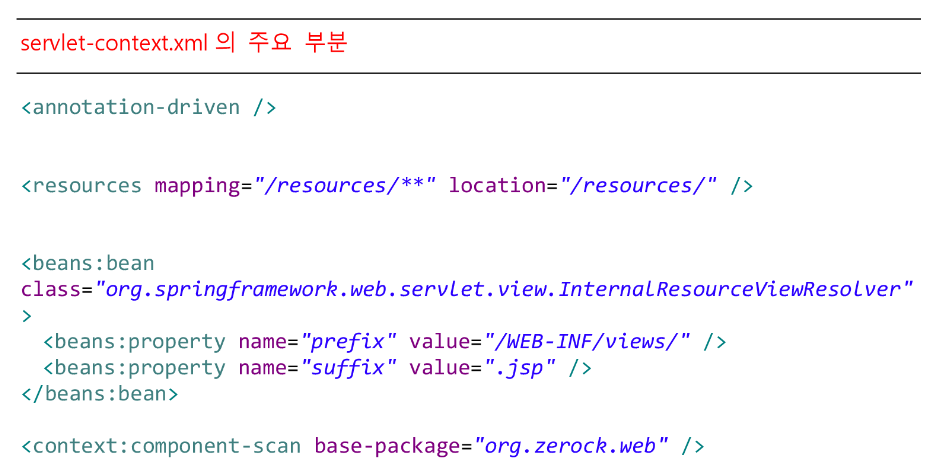 servlet-context.xml 의 주요 부분
<annotation-driven />
<resources mapping="/resources/**" location="/resources/" />
<beans:bean
class="org.springframework.web.servlet.view.InternalResourceViewResolver"
>
<beans:property name="prefix" value="/WEB-INF/views/" />
<beans:property name="suffix" value=".jsp" />
</beans:bean>
<context:component-scan base-package="org.zerock.web" />